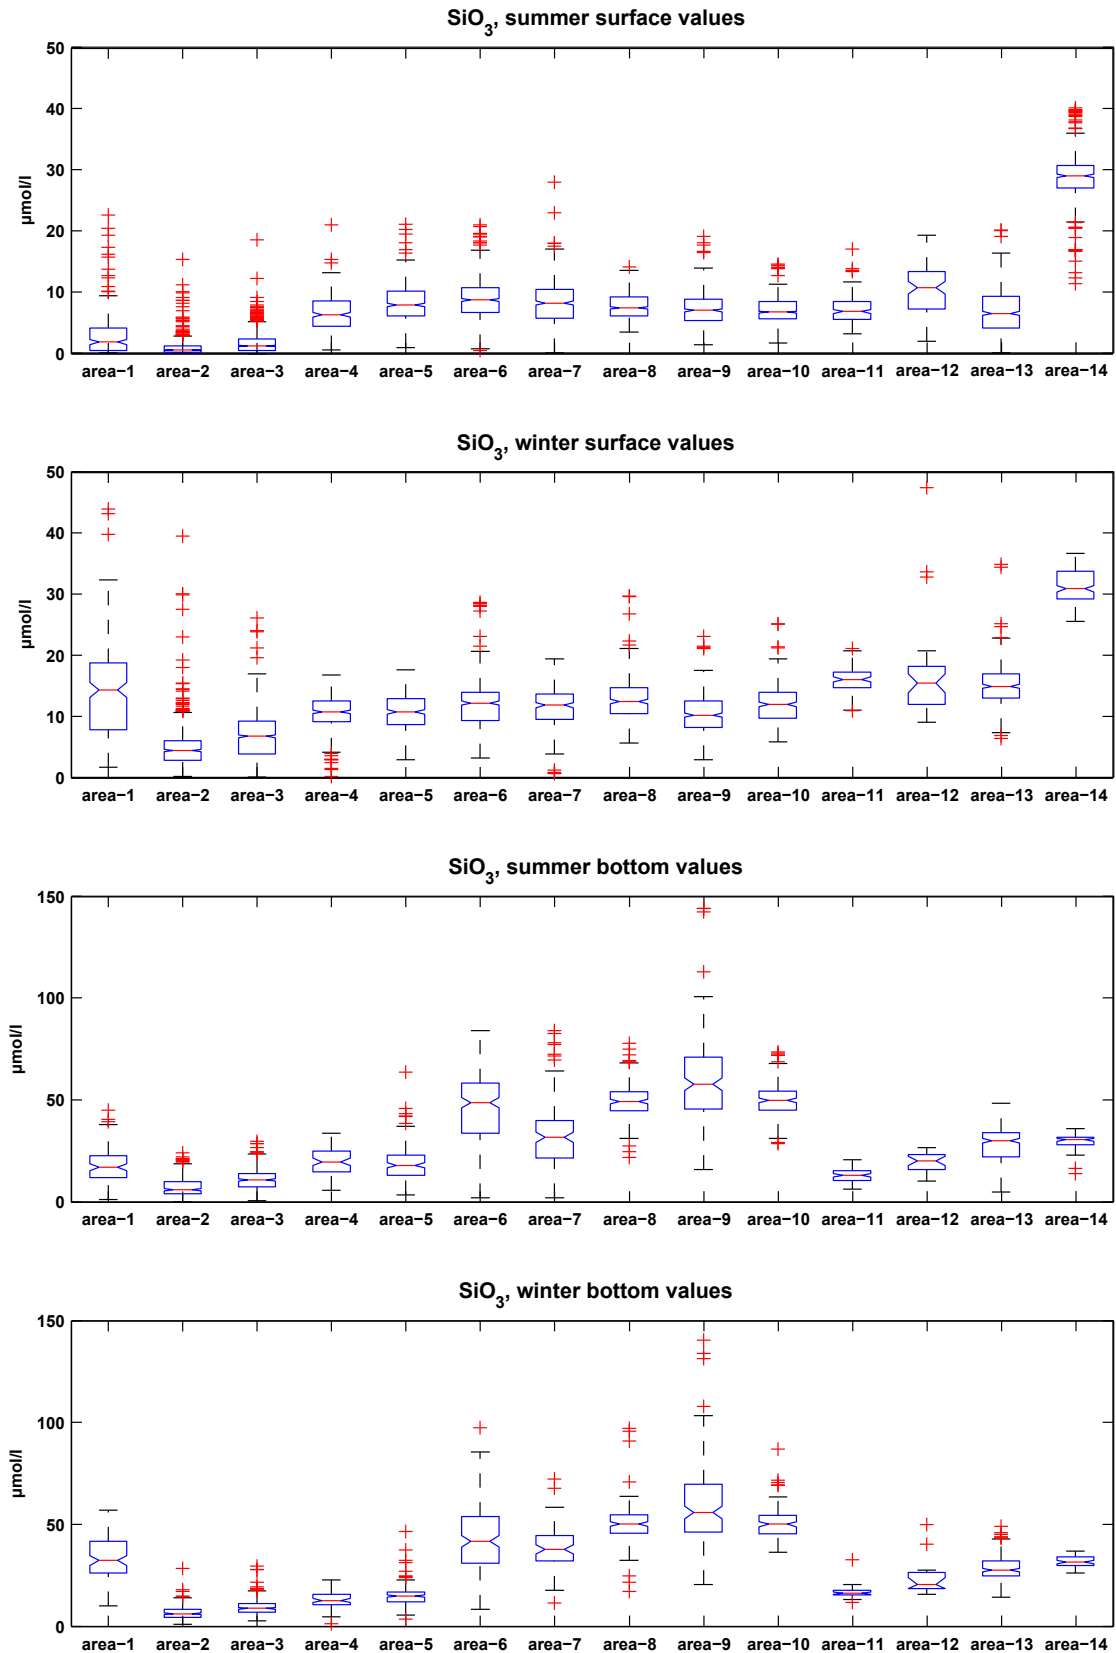 SiO3, summer surface values
50
40
30
20
10
0
µmol/l
area−1 area−2 area−3 area−4 area−5 area−6 area−7 area−8 area−9 area−10 area−11 area−12 area−13 area−14
SiO3, winter surface values
50
40
30
20
10
0
µmol/l
area−1 area−2 area−3 area−4 area−5 area−6 area−7 area−8 area−9 area−10 area−11 area−12 area−13 area−14
SiO3, summer bottom values
150
100
50
0
µmol/l
area−1 area−2 area−3 area−4 area−5 area−6 area−7 area−8 area−9 area−10 area−11 area−12 area−13 area−14
SiO3, winter bottom values
150
100
50
0
µmol/l
area−1 area−2 area−3 area−4 area−5 area−6 area−7 area−8 area−9 area−10 area−11 area−12 area−13 area−14